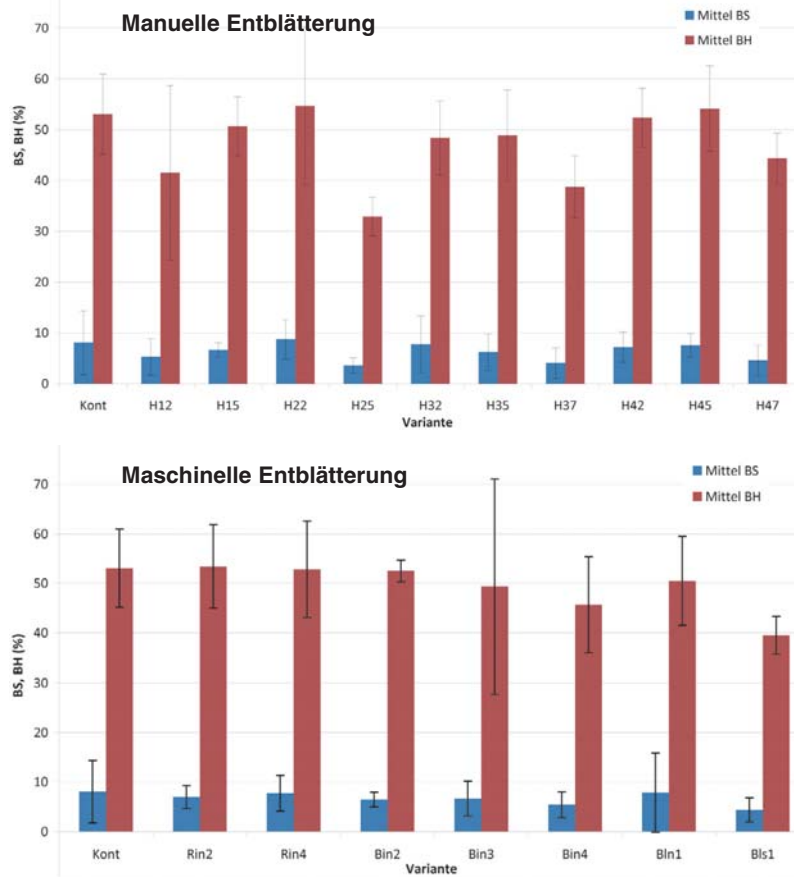 Manuelle Entblätterung
Mittel BS
Mittel BH
BS, BH (%)
70
60
50
40
30
20
10
0
Kont H12 H15 H22 H25 H32 H35 H37 H42 H45 H47
Variante
Maschinelle Entblätterung
Mittel BS
Mittel BH
BS, BH (%)
70
60
50
40
30
20
10
0
Kont Rin2 Rin4 Bin2 Bin3 Bin4 Bln1 Bls1
Variante